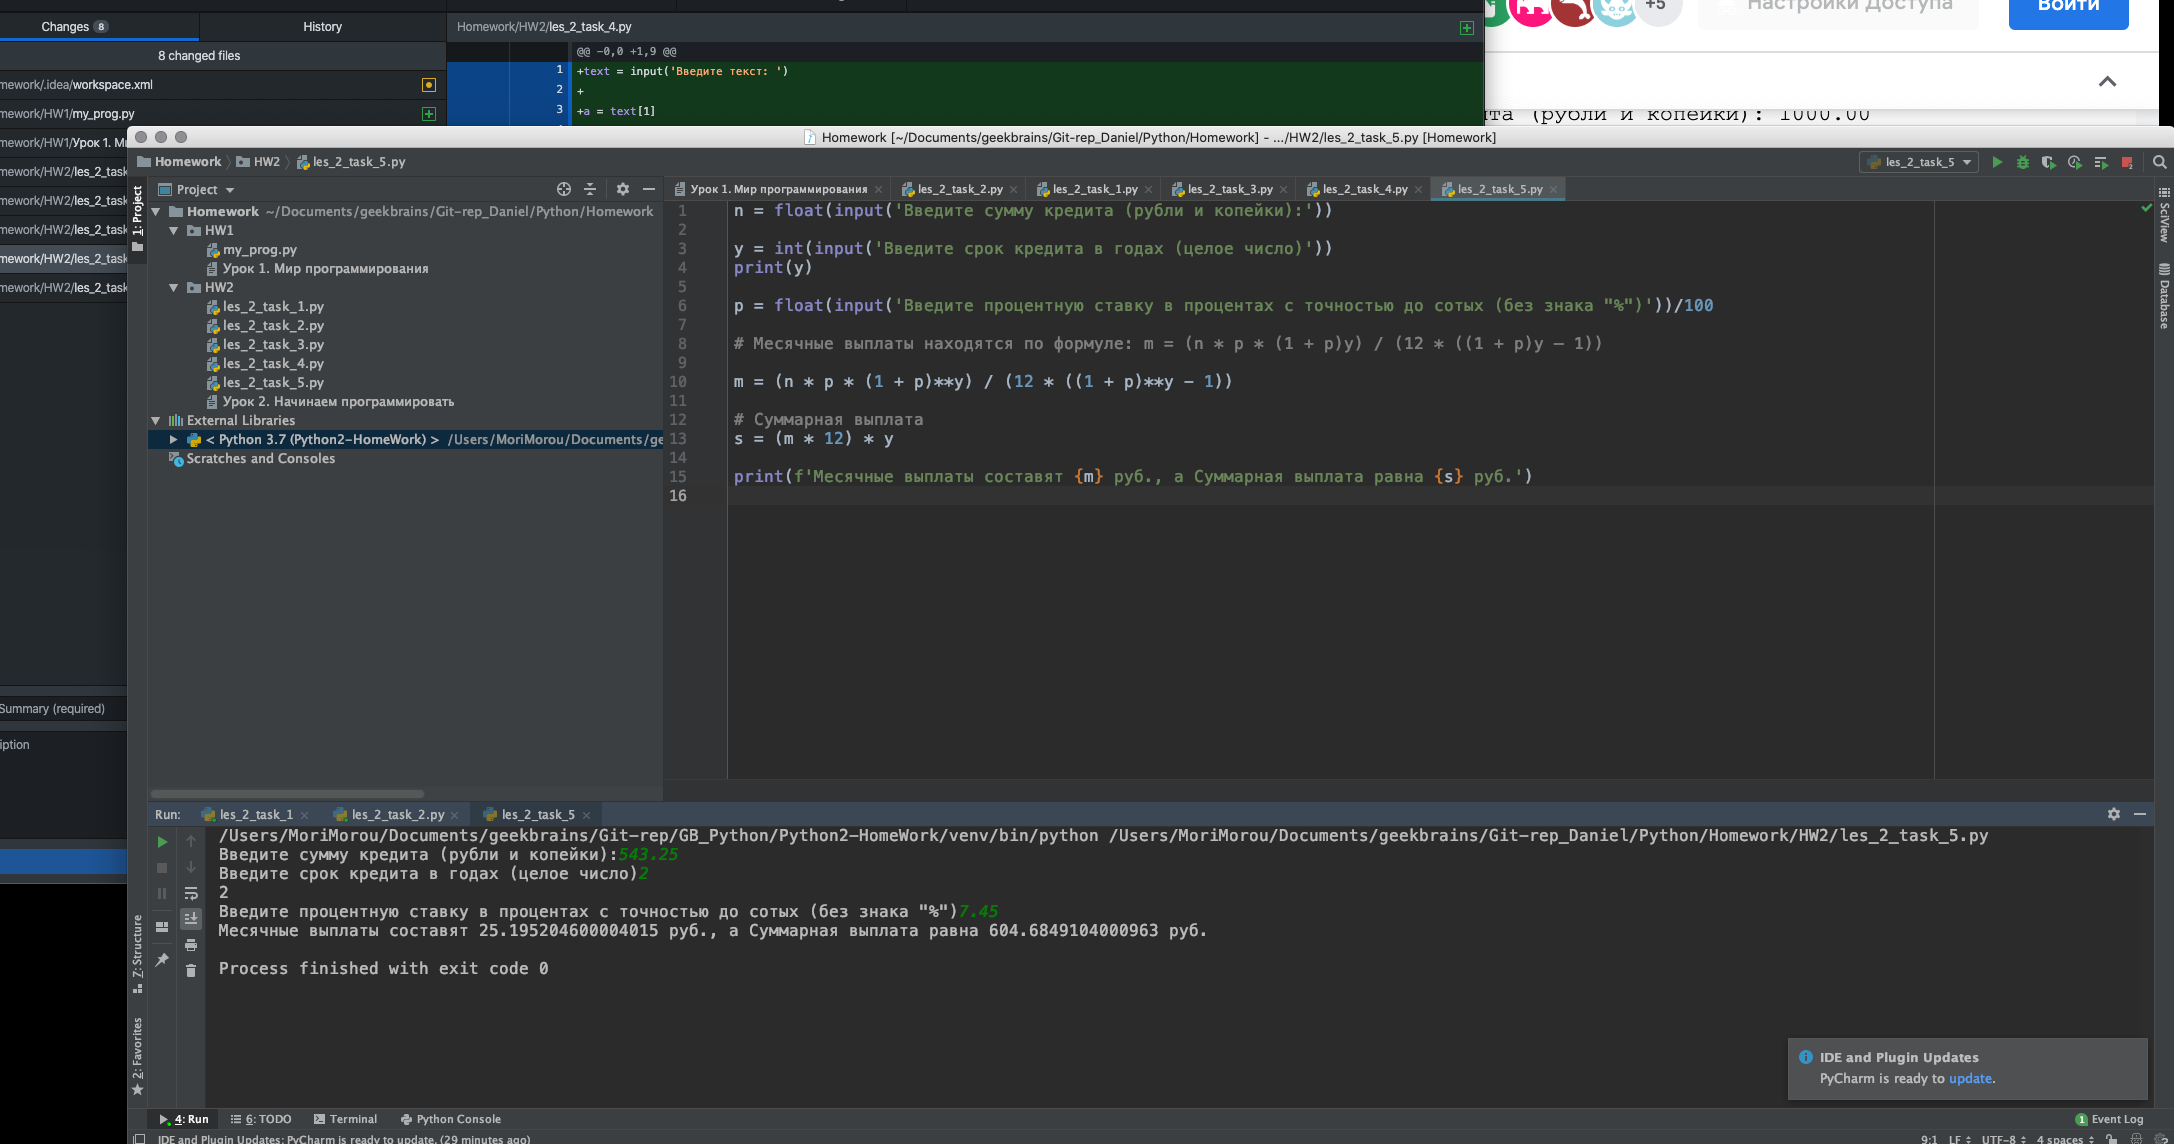 Changes 8 History
8 changed files
mework/.idea/workspace.xml
mework/HW1/my_prog.py
mework/HW1/Урок 1. М
mework/HW2/les_2_task
mework/HW2/les_2_task
mework/HW2/les_2_task
mework/HW2/les_2_task
mework/HW2/les_2_task
Summary (required)
iption
Homework/HW2/les_2_task_4.py
@@ -0,0 +1,9 @@
1 +text = input('Введите текст: ')
2 +
3 +a = text[1]
+5 Настройки Доступа Войти
та (рубли и копейки): 1000.00
Homework [~/Documents/geekbrains/Git-rep_Daniel/Python/Homework] - .../HW2/les_2_task_5.py [Homework]
Homework HW2 les_2_task_5.py
les_2_task_5
1: Project
Project
Homework ~/Documents/geekbrains/Git-rep_Daniel/Python/Homework
HW1
my_prog.py
Урок 1. Мир программирования
HW2
les_2_task_1.py
les_2_task_2.py
les_2_task_3.py
les_2_task_4.py
les_2_task_5.py
Урок 2. Начинаем программировать
External Libraries
< Python 3.7 (Python2-HomeWork) > /Users/MoriMorou/Documents/ge
Scratches and Consoles
Урок 1. Мир программирования les_2_task_2.py les_2_task_1.py les_2_task_3.py les_2_task_4.py les_2_task_5.py
1 n = float(input('Введите сумму кредита (рубли и копейки):'))
2
3 y = int(input('Введите срок кредита в годах (целое число)'))
4 print(y)
5
6 p = float(input('Введите процентную ставку в процентах с точностью до сотых (без знака "%")'))/100
7
8 # Месячные выплаты находятся по формуле: m = (n * p * (1 + p)y) / (12 * ((1 + p)y – 1))
9
10 m = (n * p * (1 + p)**y) / (12 * ((1 + p)**y - 1))
11
12 # Суммарная выплата
13 s = (m * 12) * y
14
15 print(f'Месячные выплаты составят {m} руб., а Суммарная выплата равна {s} руб.')
16
SciView
Database
Run: les_2_task_1 les_2_task_2.py les_2_task_5
/Users/MoriMorou/Documents/geekbrains/Git-rep/GB_Python/Python2-HomeWork/venv/bin/python /Users/MoriMorou/Documents/geekbrains/Git-rep_Daniel/Python/Homework/HW2/les_2_task_5.py
Введите сумму кредита (рубли и копейки):543.25
Введите срок кредита в годах (целое число)2
2
Введите процентную ставку в процентах с точностью до сотых (без знака "%")7.45
Месячные выплаты составят 25.195204600004015 руб., а Суммарная выплата равна 604.6849104000963 руб.
Process finished with exit code 0
Z: Structure
2: Favorites
IDE and Plugin Updates
PyCharm is ready to update.
4: Run 6: TODO Terminal Python Console 1 Event Log
IDE and Plugin Updates: PyCharm is ready to update. (29 minutes ago) 9:1 LF UTF-8 4 spaces